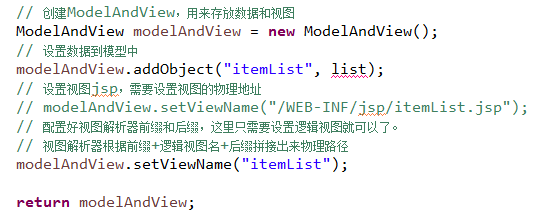 // 创建ModelAndView，用来存放数据和视图
ModelAndView modelAndView = new ModelAndView();
// 设置数据到模型中
modelAndView.addObject("itemList", list);
// 设置视图jsp，需要设置视图的物理地址
// modelAndView.setViewName("/WEB-INF/jsp/itemList.jsp");
// 配置好视图解析器前缀和后缀，这里只需要设置逻辑视图就可以了。
// 视图解析器根据前缀+逻辑视图名+后缀拼接出来物理路径
modelAndView.setViewName("itemList");
return modelAndView;